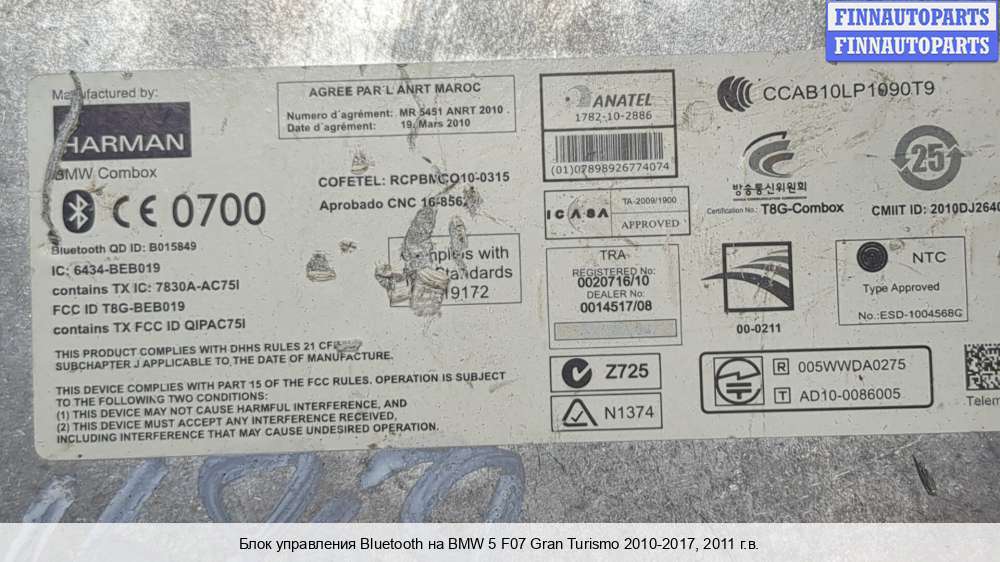 FINNAUTOPARTS
FINNAUTOPARTS
Manufactured by:
HARMAN
BMW Combox
CE 0700
Bluetooth QD ID: B015849
IC: 6434-BEB019
contains TX IC: 7830A-AC75I
FCC ID T8G-BEB019
contains TX FCC ID QIPAC75I
THIS PRODUCT COMPLIES WITH DHHS RULES 21
SUBCHAPTER J APPLICABLE TO THE DATE OF MANUFACTURE.
THIS DEVICE COMPLIES WITH PART 15 OF THE FCC RULES. OPERATION IS SUBJECT
TO THE FOLLOWING TWO CONDITIONS:
(1) THIS DEVICE MAY NOT CAUSE HARMFUL INTERFERENCE, AND
(2) THIS DEVICE MUST ACCEPT ANY INTERFERENCE RECEIVED,
INCLUDING INTERFERENCE THAT MAY CAUSE UNDESIRED OPERATION.
AGREE PAR L'ANRT MAROC
Numero d'agrément: MR 5451 ANRT 2010
Date d'agrément: 19. Mars 2010
COFETEL: RCPBMCO10-0315
Aprobado CNC 16-8562
with
Standards
ANATEL
1782-10-2886
(01)07898926774074
ICASA
TA-2009/1900
APPROVED
TRA
REGISTERED No:
0020716/10
DEALER No:
0014517/08
Z725
N1374
CCAB10LP1090T9
방송통신위원회
Certification No.: T8G-Combox
25
CMIIT ID: 2010DJ2640
00-0211
NTC
Type Approved
No.: ESD-1004568G
R 005WWDA0275
T AD10-0086005
Блок управления Bluetooth на BMW 5 F07 Gran Turismo 2010-2017, 2011 г.в.